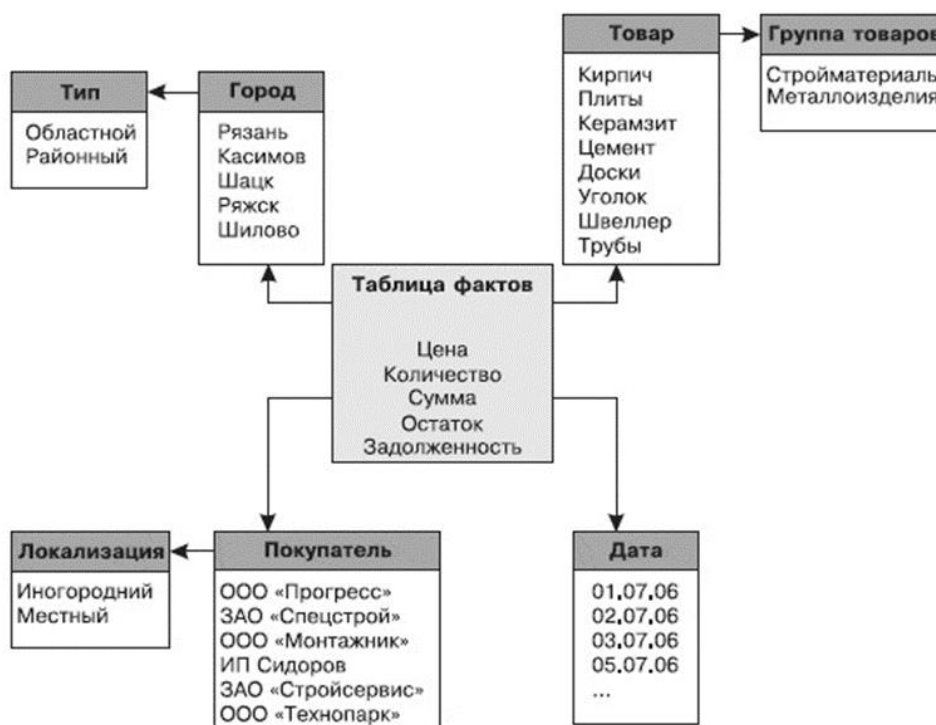 Товар
Кирпич
Плиты
Керамзит
Цемент
Доски
Уголок
Швеллер
Трубы
Группа товаров
Стройматериалы
Металлоизделия
Тип
Областной
Районный
Город
Рязань
Касимов
Шацк
Ряжск
Шилово
Таблица фактов
Цена
Количество
Сумма
Остаток
Задолженность
Локализация
Иногородний
Местный
Покупатель
ООО «Прогресс»
ЗАО «Спецстрой»
ООО «Монтажник»
ИП Сидоров
ЗАО «Стройсервис»
ООО «Технопарк»
Дата
01.07.06
02.07.06
03.07.06
05.07.06
...